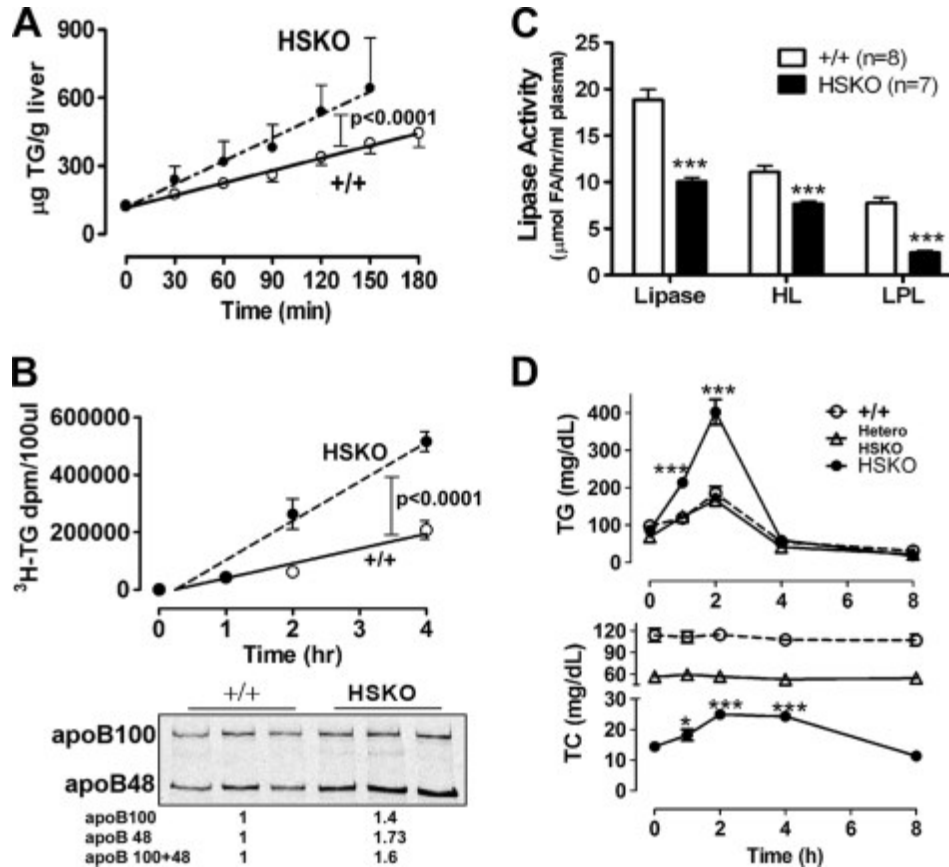 A
HSKO
p<0.0001
+/+
µg TG/g liver
900
600
300
0
0 30 60 90 120 150 180
Time (min)
C
+/+ (n=8)
HSKO (n=7)
Lipase Activity
(µmol FA/hr/ml plasma)
25
20
15
10
5
0
***
***
***
Lipase HL LPL
B
HSKO
p<0.0001
+/+
³H-TG dpm/100ul
600000
400000
200000
0
0 1 2 3 4
Time (hr)
+/+ HSKO
apoB100
apoB48
apoB100 1 1.4
apoB 48 1 1.73
apoB 100+48 1 1.6
D
***
***
+/+
Hetero
HSKO
HSKO
TG (mg/dL)
400
300
200
100
0
0 2 4 6 8
TC (mg/dL)
120
90
60
30
20
10
0
* *** ***
0 2 4 6 8
Time (h)